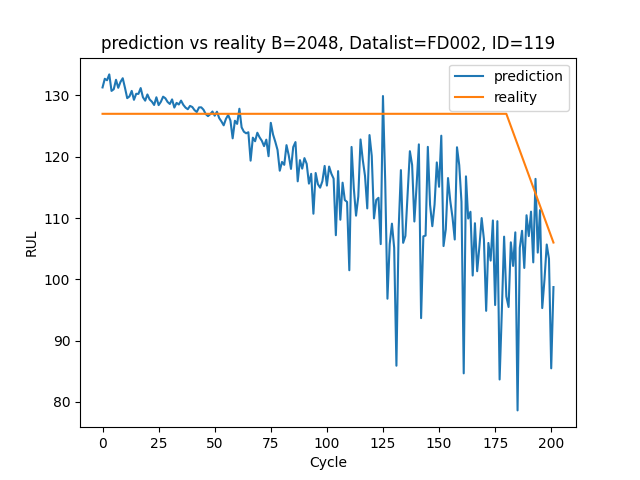 prediction vs reality B=2048, Datalist=FD002, ID=119
prediction
reality
130
120
110
100
90
80
RUL
0 25 50 75 100 125 150 175 200
Cycle